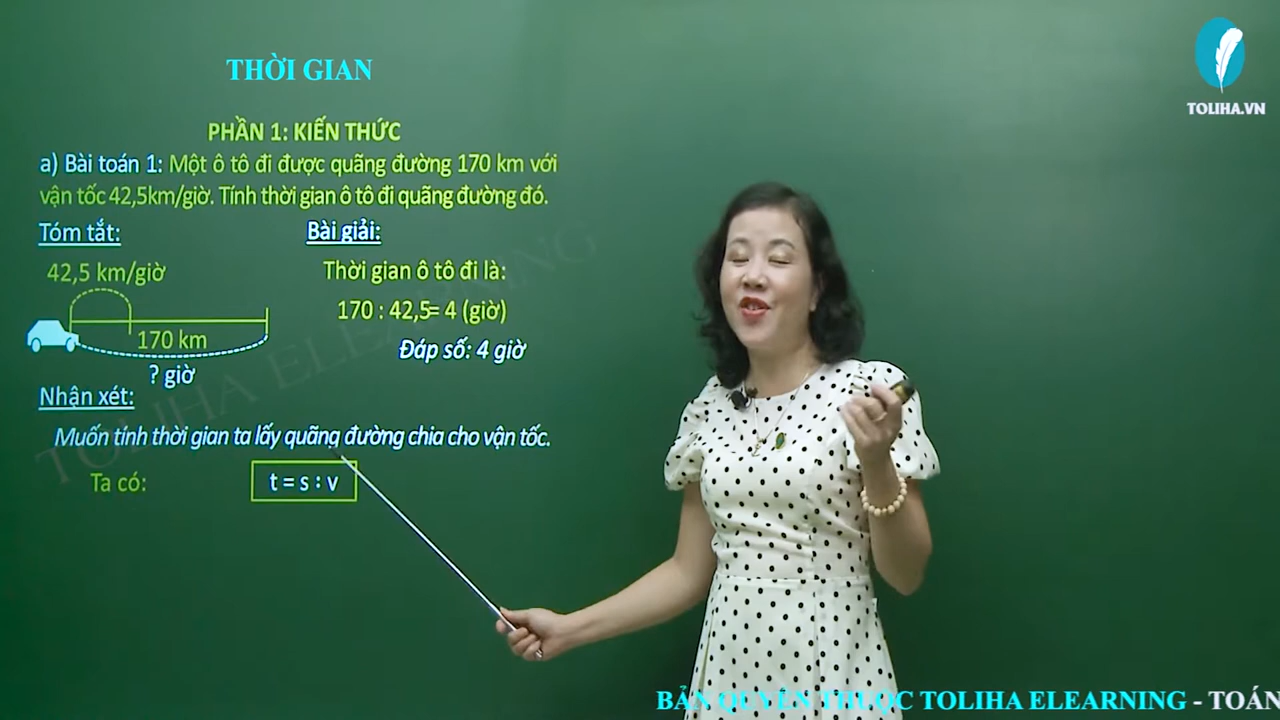 THỜI GIAN
TOLIHA.VN
PHẦN 1: KIẾN THỨC
a) Bài toán 1: Một ô tô đi được quãng đường 170 km với
vận tốc 42,5km/giờ. Tính thời gian ô tô đi quãng đường đó.
Tóm tắt:
42,5 km/giờ
170 km
? giờ
Bài giải:
Thời gian ô tô đi là:
170 : 42,5= 4 (giờ)
Đáp số: 4 giờ
Nhận xét:
Muốn tính thời gian ta lấy quãng đường chia cho vận tốc.
Ta có:
t = s : v
TOLIHA ELEARNING
BẢN QUYỀN THUỘC TOLIHA ELEARNING - TOÁN